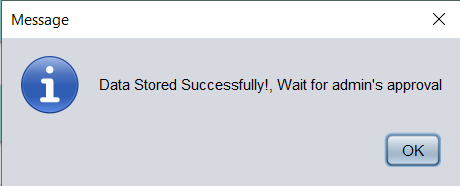 Message
Data Stored Successfully!, Wait for admin's approval
OK